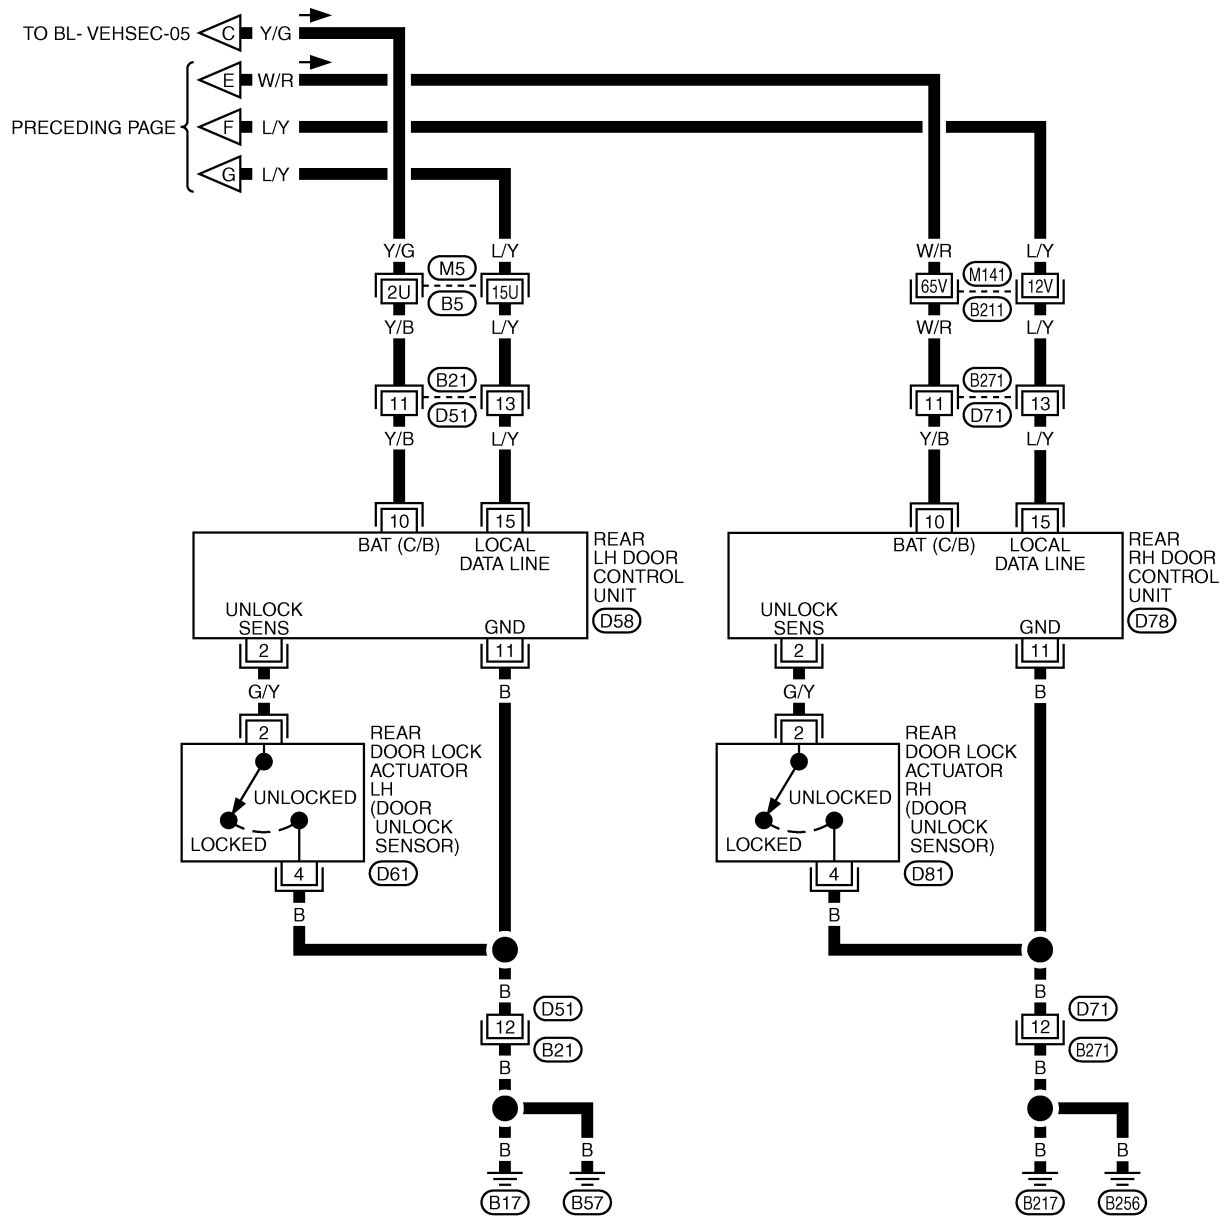 TO BL- VEHSEC-05 C Y/G
E W/R
PRECEDING PAGE F L/Y
G L/Y
Y/G L/Y W/R L/Y
M5 M141
2U 15U 65V 12V
B5 B211
Y/B L/Y W/R L/Y
B21 B271
11 13 11 13
D51 D71
Y/B L/Y Y/B L/Y
10 15 10 15
BAT (C/B) LOCAL
DATA LINE
REAR
LH DOOR
CONTROL
UNIT
D58
BAT (C/B) LOCAL
DATA LINE
REAR
RH DOOR
CONTROL
UNIT
D78
UNLOCK
SENS
GND
UNLOCK
SENS
GND
2 11 2 11
G/Y B G/Y B
2 2
REAR
DOOR LOCK
ACTUATOR
LH
(DOOR
UNLOCK
SENSOR)
D61
UNLOCKED
LOCKED
REAR
DOOR LOCK
ACTUATOR
RH
(DOOR
UNLOCK
SENSOR)
D81
UNLOCKED
LOCKED
4 4
B B
B B
D51 D71
12 12
B21 B271
B B
B B B B
B17 B57 B217 B256